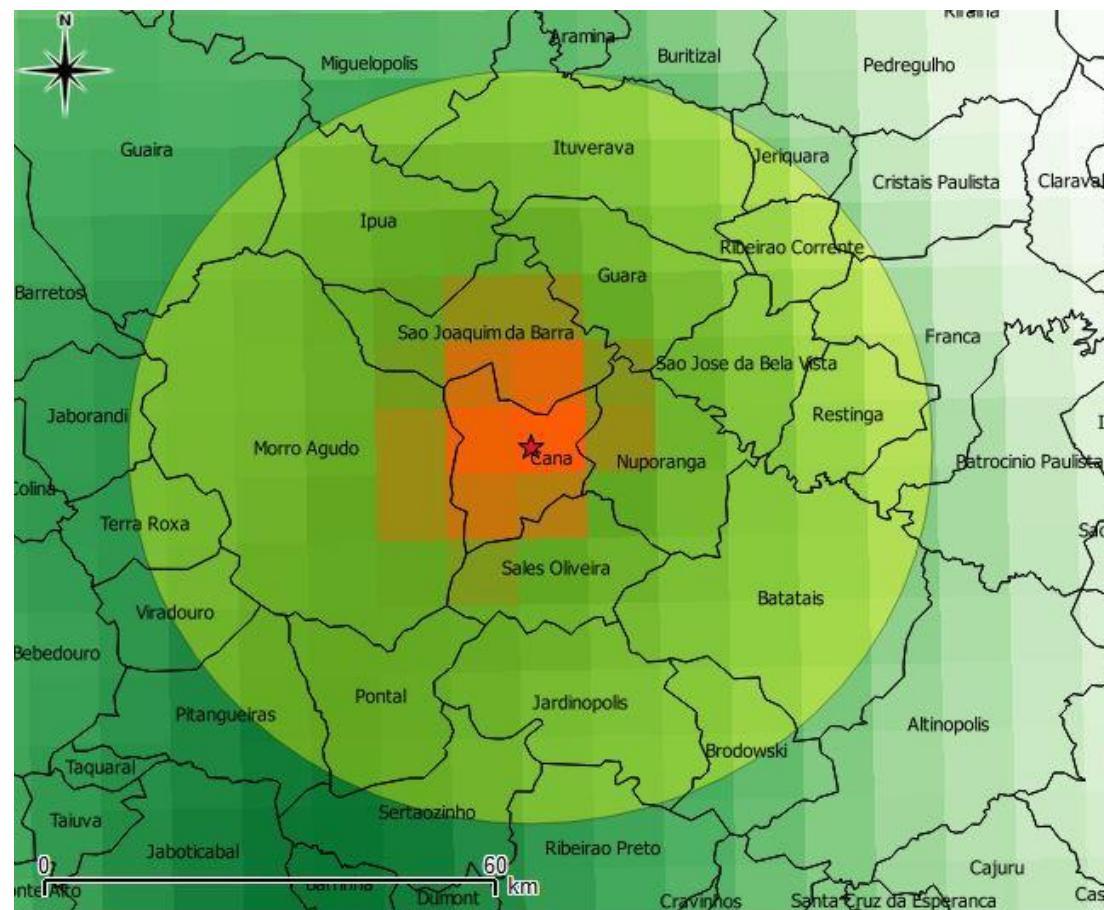 N
Aramina
Buritizal
Miguelopolis
Pedregulho
Guaira
Ituverava
Jeriquara
Cristais Paulista
Claraval
Ipua
Ribeirao Corrente
Guara
Barretos
Sao Joaquim da Barra
Franca
Sao Jose da Bela Vista
Jaborandi
Restinga
Morro Agudo
Cana
Nuporanga
Patrocinio Paulista
Colina
Terra Roxa
Sales Oliveira
Batatais
Viradouro
Bebedouro
Pontal
Jardinopolis
Pitangueiras
Altinopolis
Brodowski
Taquaral
Sertaozinho
Taiuva
Ribeirao Preto
Jaboticabal
0
60
km
Cajuru
Dumont
Cravinhos
Santa Cruz da Esperanca